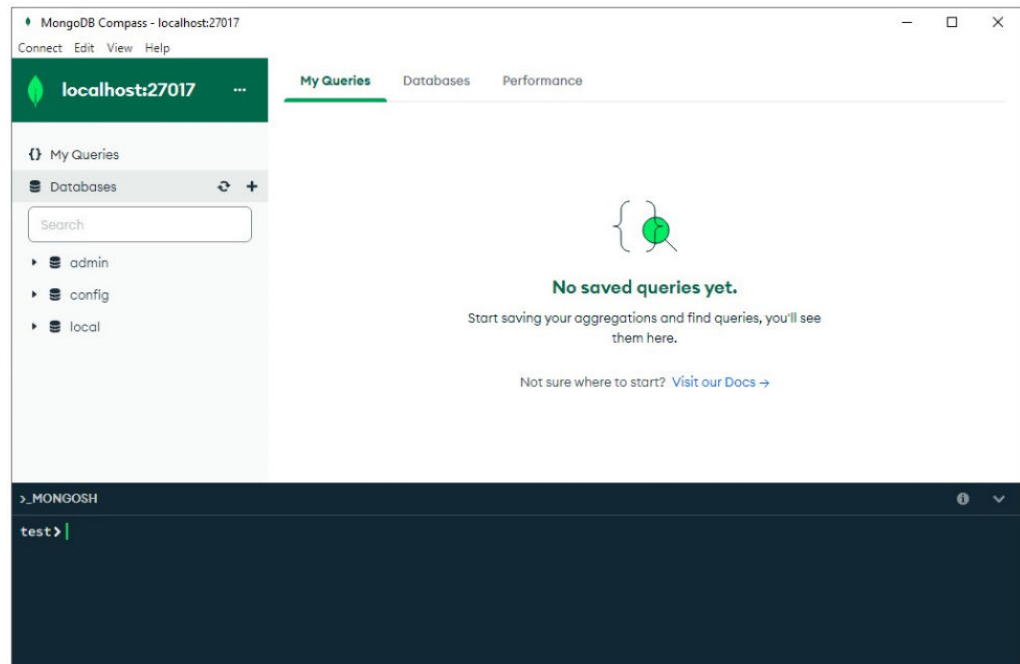 MongoDB Compass - localhost:27017
Connect Edit View Help
localhost:27017 ...
My Queries Databases Performance
{} My Queries
Databases
Search
admin
config
local
No saved queries yet.
Start saving your aggregations and find queries, you'll see
them here.
Not sure where to start? Visit our Docs →
>_MONGOSH
test>